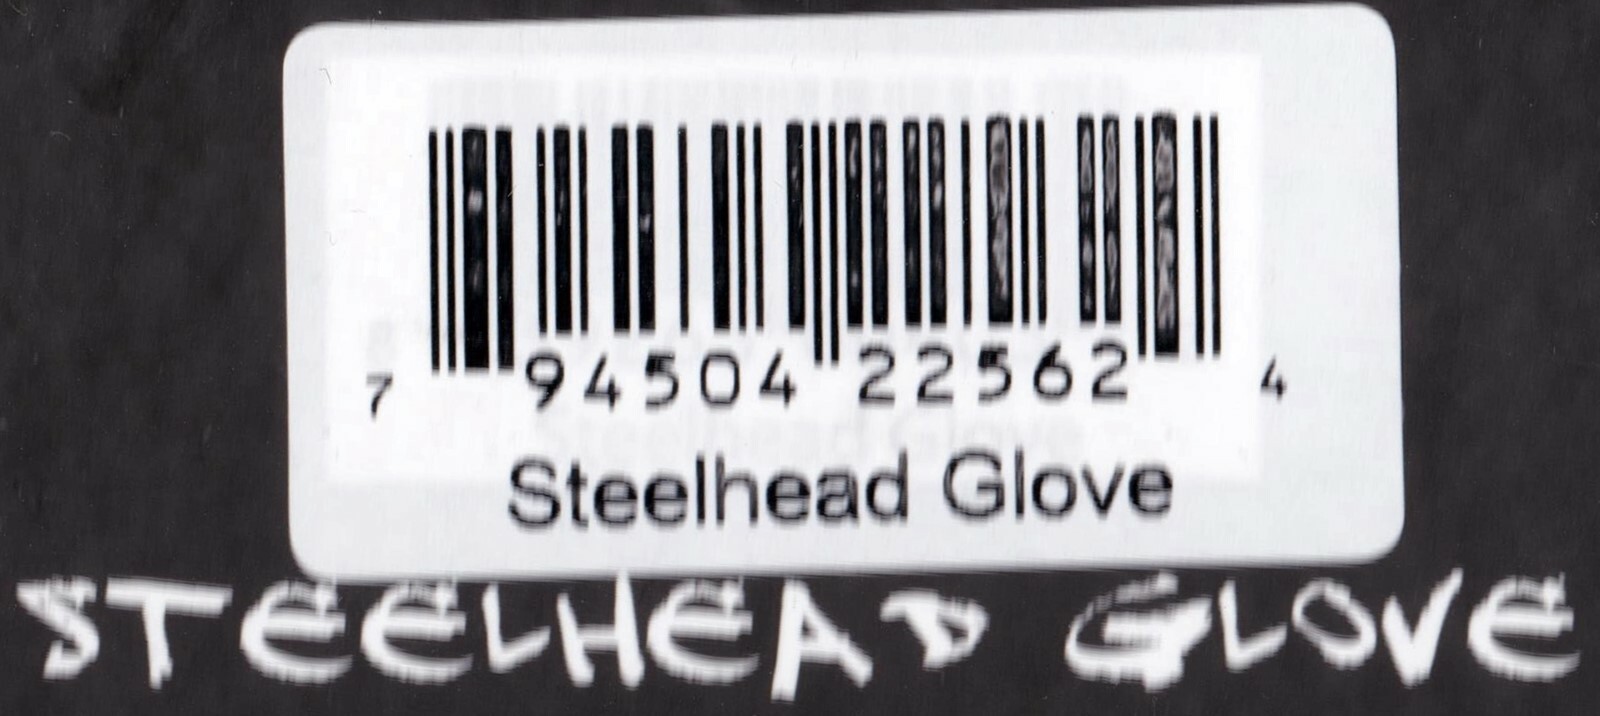 7 94504 22562 4
Steelhead Glove
STEELHEAD GLOVE